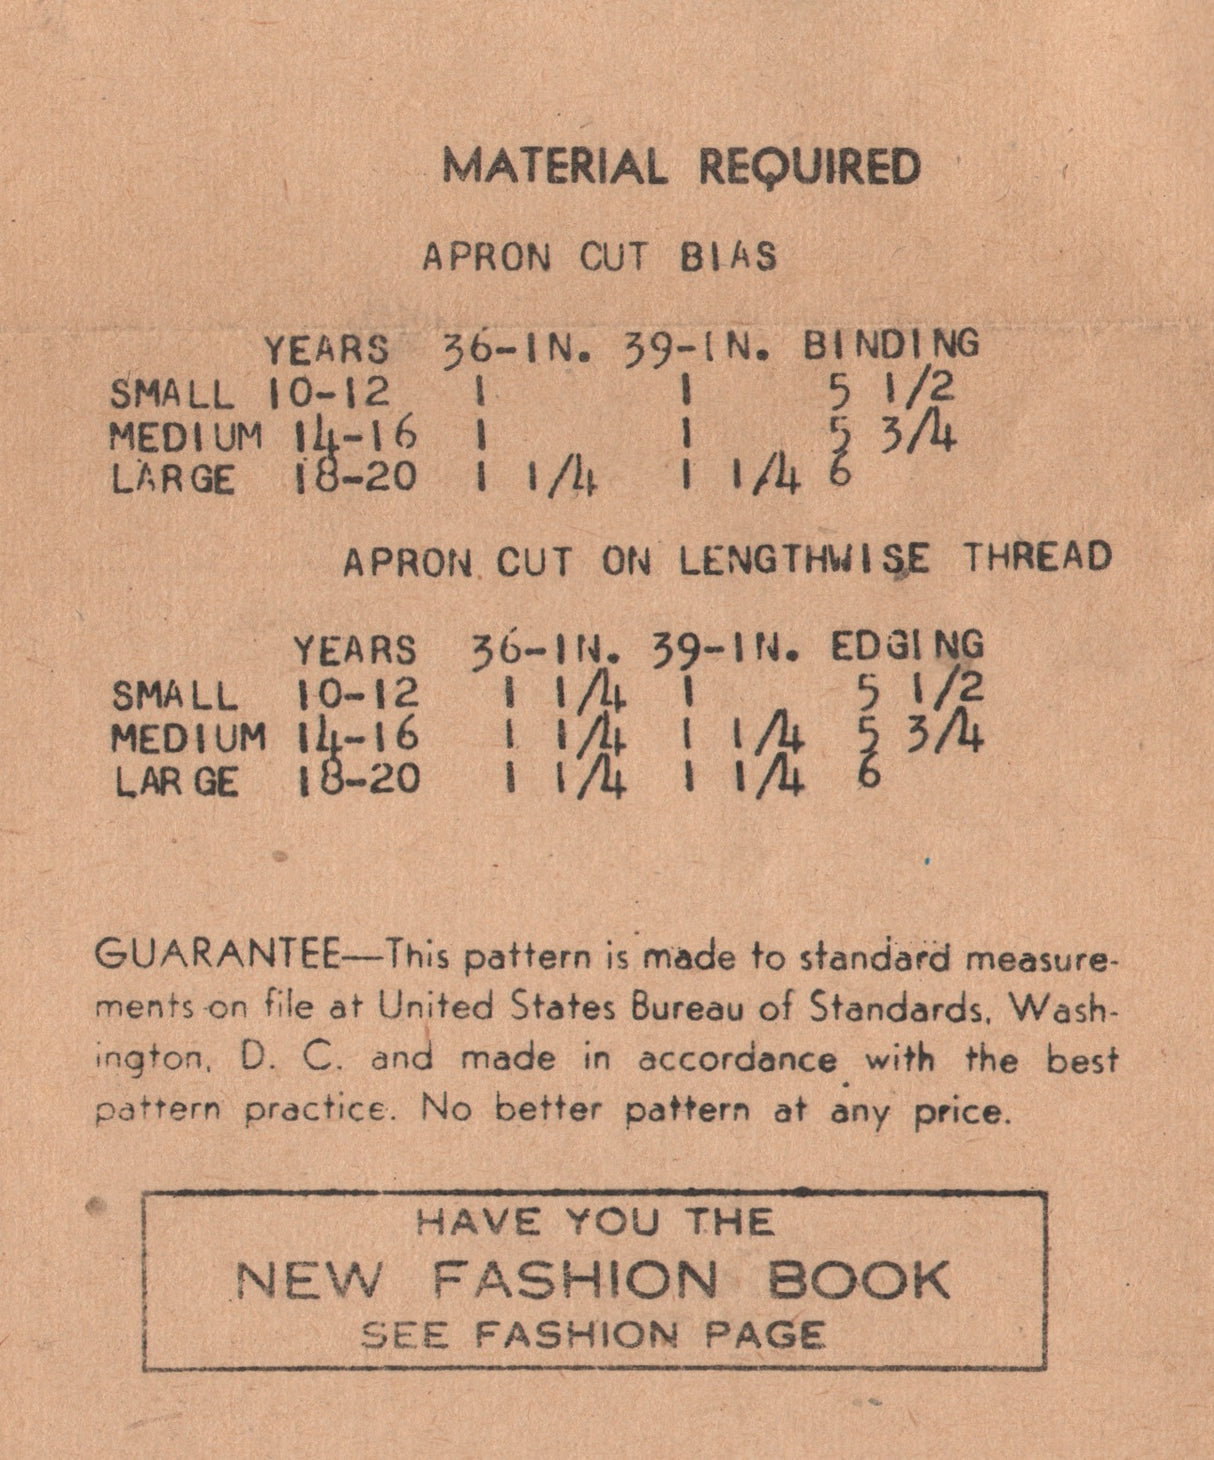 MATERIAL REQUIRED
APRON CUT BIAS
YEARS 36-IN. 39-IN. BINDING
SMALL 10-12 1 1 5 1/2
MEDIUM 14-16 1 1 5 3/4
LARGE 18-20 1 1/4 1 1/4 6
APRON CUT ON LENGTHWISE THREAD
YEARS 36-IN. 39-IN. EDGING
SMALL 10-12 1 1/4 1 5 1/2
MEDIUM 14-16 1 1/4 1 1/4 5 3/4
LARGE 18-20 1 1/4 1 1/4 6
GUARANTEE—This pattern is made to standard measure-
ments on file at United States Bureau of Standards, Wash-
ington, D. C. and made in accordance with the best
pattern practice. No better pattern at any price.
HAVE YOU THE
NEW FASHION BOOK
SEE FASHION PAGE